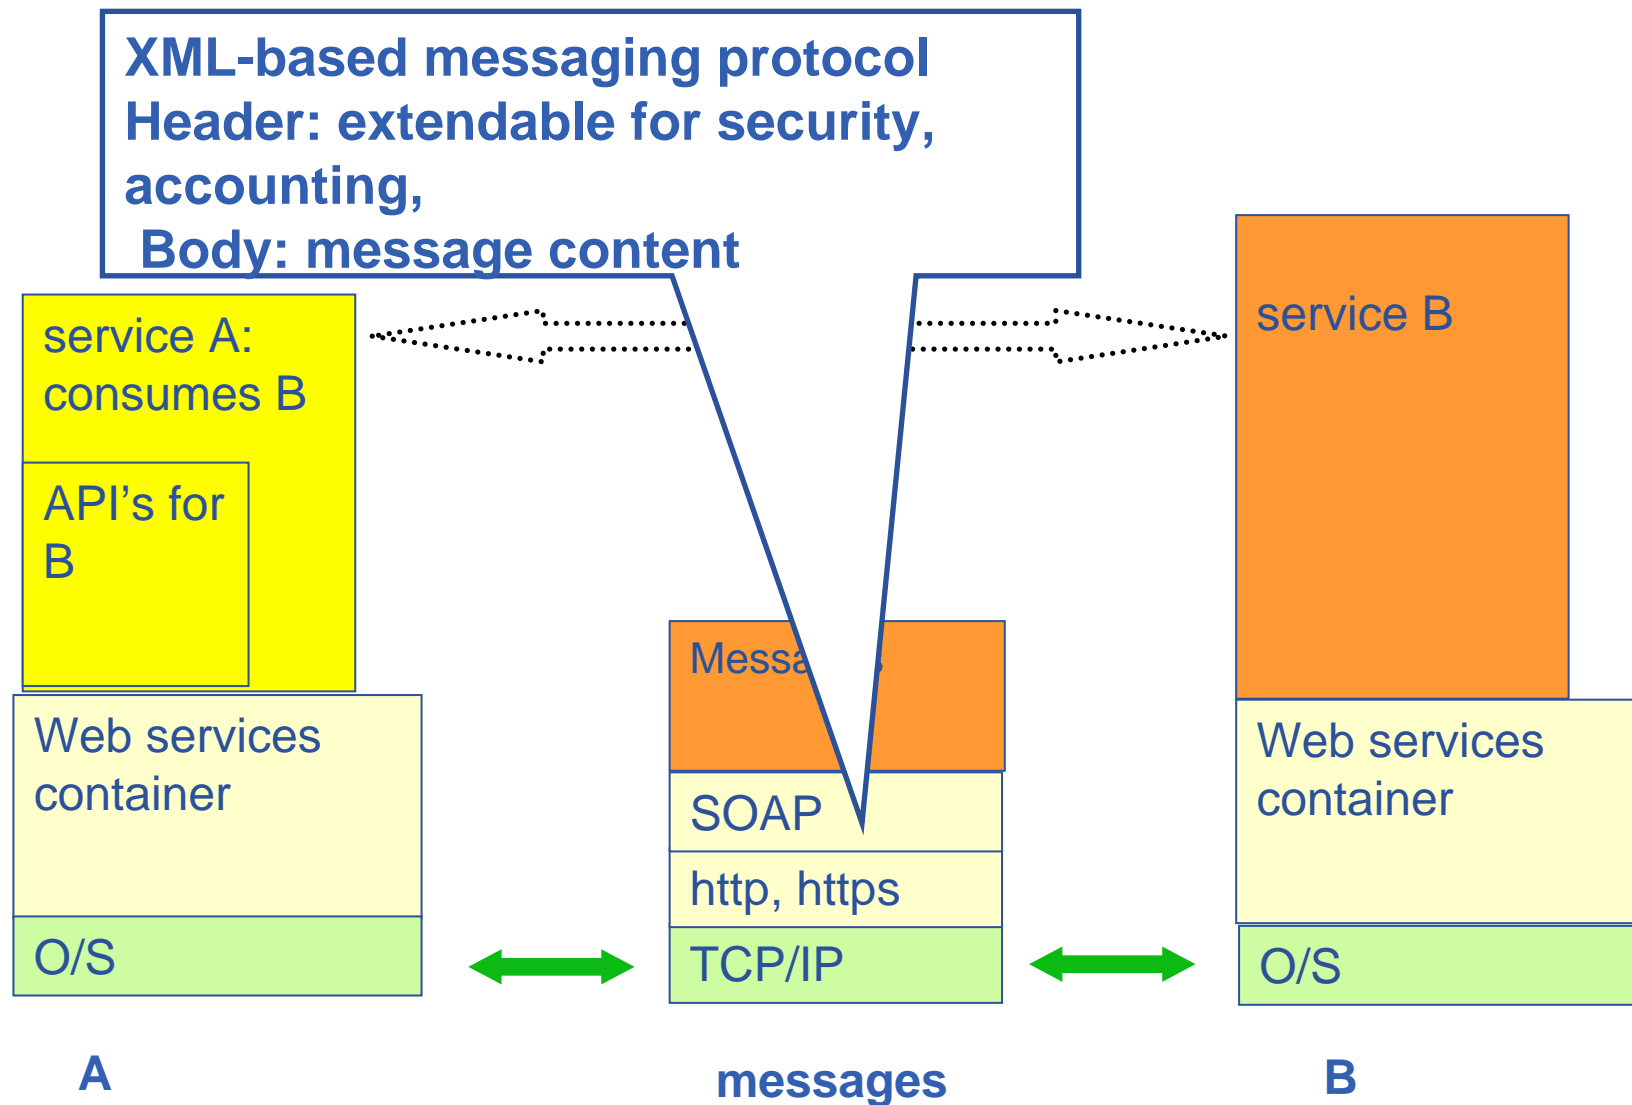 XML-based messaging protocol
Header: extendable for security,
accounting,
Body: message content
service A:
consumes B
API's for
B
Web services
container
O/S
SOAP
http, https
TCP/IP
service B
Web services
container
O/S
A
messages
B